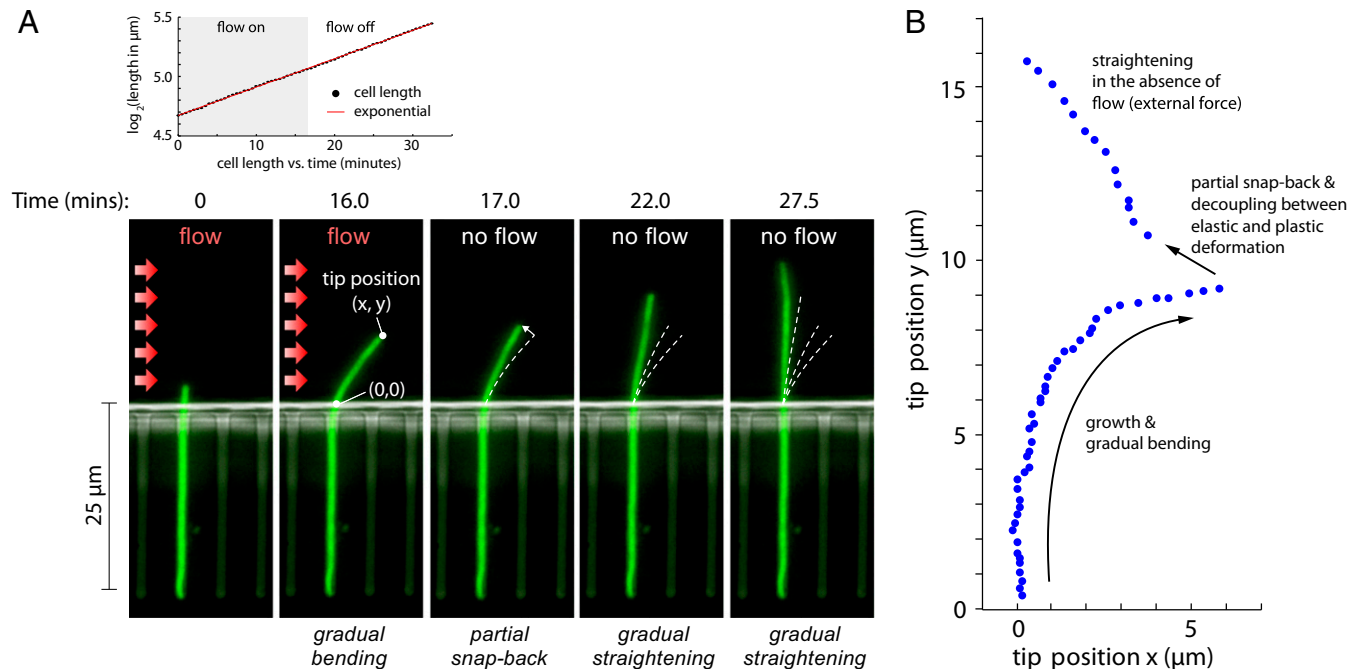 A
5.5
5.0
4.5
log2(length in μm)
flow on
flow off
cell length
exponential
0
10
20
30
cell length vs. time (minutes)
Time (mins):
0
16.0
17.0
22.0
27.5
flow
flow
no flow
no flow
no flow
tip position
(x, y)
(0,0)
25 μm
gradual
bending
partial
snap-back
gradual
straightening
gradual
straightening
B
15
10
5
0
tip position y (μm)
straightening
in the absence of
flow (external force)
partial snap-back &
decoupling between
elastic and plastic
deformation
growth &
gradual bending
0
5
tip position x (μm)